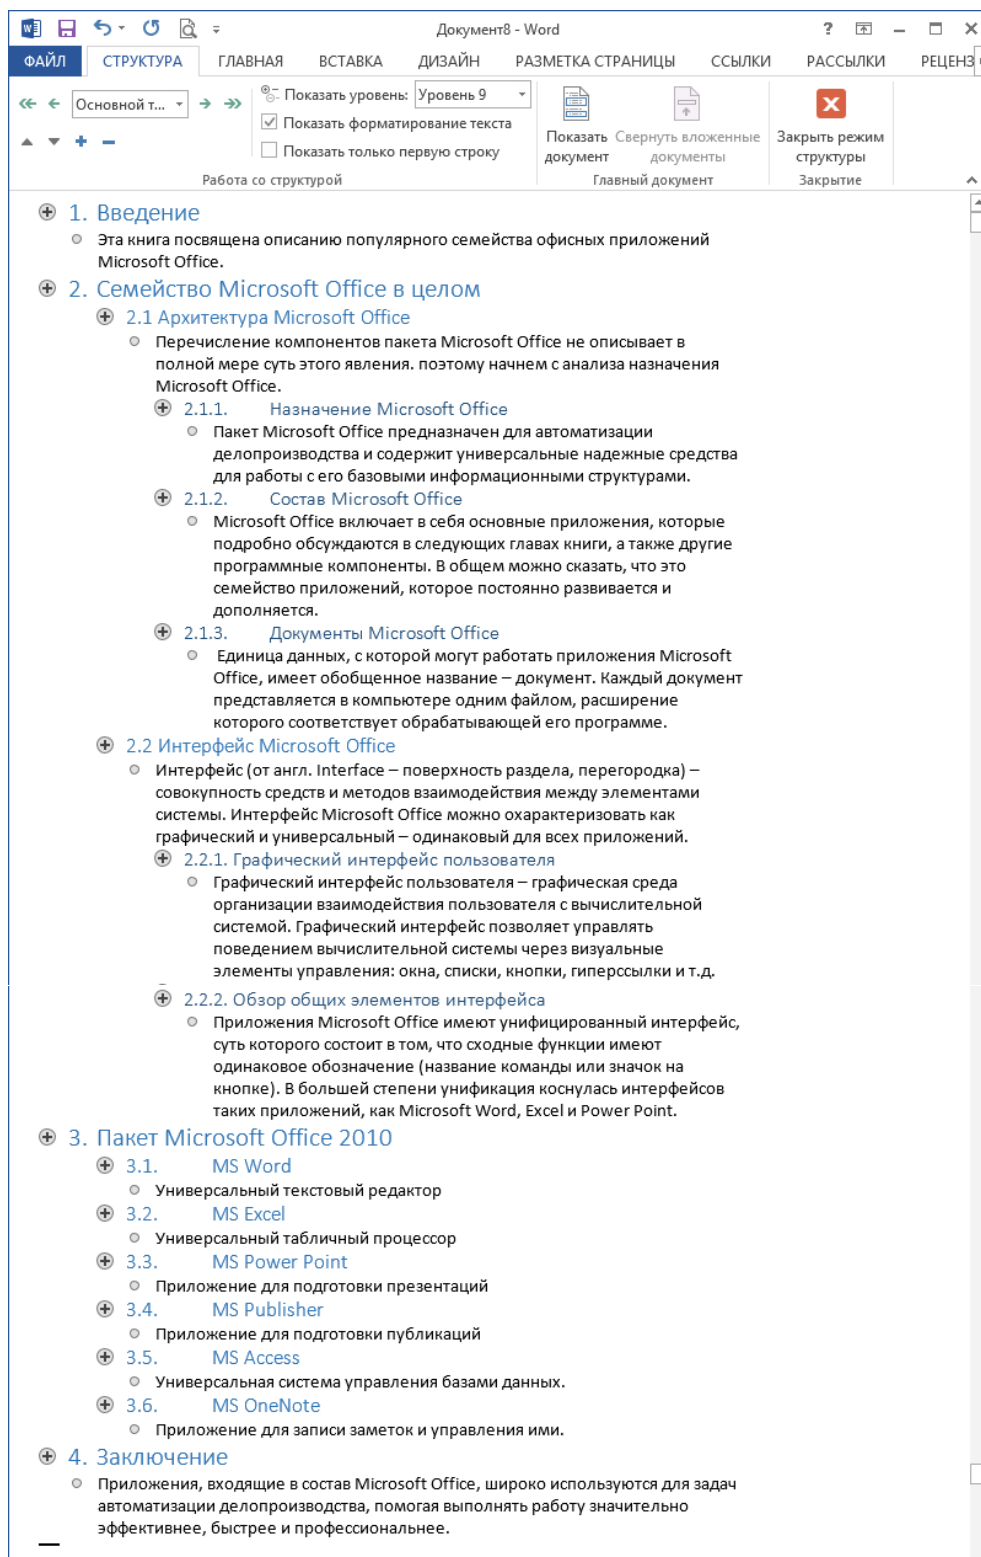 Документ8 - Word
ФАЙЛ СТРУКТУРА ГЛАВНАЯ ВСТАВКА ДИЗАЙН РАЗМЕТКА СТРАНИЦЫ ССЫЛКИ РАССЫЛКИ РЕЦЕНЗ
Основной т...
Показать уровень: Уровень 9
Показать форматирование текста
Показать только первую строку
Показать документ
Свернуть вложенные документы
Закрыть режим структуры
Работа со структурой Главный документ Закрытие
1. Введение
Эта книга посвящена описанию популярного семейства офисных приложений
Microsoft Office.
2. Семейство Microsoft Office в целом
2.1 Архитектура Microsoft Office
Перечисление компонентов пакета Microsoft Office не описывает в
полной мере суть этого явления. поэтому начнем с анализа назначения
Microsoft Office.
2.1.1. Назначение Microsoft Office
Пакет Microsoft Office предназначен для автоматизации
делопроизводства и содержит универсальные надежные средства
для работы с его базовыми информационными структурами.
2.1.2. Состав Microsoft Office
Microsoft Office включает в себя основные приложения, которые
подробно обсуждаются в следующих главах книги, а также другие
программные компоненты. В общем можно сказать, что это
семейство приложений, которое постоянно развивается и
дополняется.
2.1.3. Документы Microsoft Office
Единица данных, с которой могут работать приложения Microsoft
Office, имеет обобщенное название – документ. Каждый документ
представляется в компьютере одним файлом, расширение
которого соответствует обрабатывающей его программе.
2.2 Интерфейс Microsoft Office
Интерфейс (от англ. Interface – поверхность раздела, перегородка) –
совокупность средств и методов взаимодействия между элементами
системы. Интерфейс Microsoft Office можно охарактеризовать как
графический и универсальный – одинаковый для всех приложений.
2.2.1. Графический интерфейс пользователя
Графический интерфейс пользователя – графическая среда
организации взаимодействия пользователя с вычислительной
системой. Графический интерфейс позволяет управлять
поведением вычислительной системы через визуальные
элементы управления: окна, списки, кнопки, гиперссылки и т.д.
2.2.2. Обзор общих элементов интерфейса
Приложения Microsoft Office имеют унифицированный интерфейс,
суть которого состоит в том, что сходные функции имеют
одинаковое обозначение (название команды или значок на
кнопке). В большей степени унификация коснулась интерфейсов
таких приложений, как Microsoft Word, Excel и Power Point.
3. Пакет Microsoft Office 2010
3.1. MS Word
Универсальный текстовый редактор
3.2. MS Excel
Универсальный табличный процессор
3.3. MS Power Point
Приложение для подготовки презентаций
3.4. MS Publisher
Приложение для подготовки публикаций
3.5. MS Access
Универсальная система управления базами данных.
3.6. MS OneNote
Приложение для записи заметок и управления ими.
4. Заключение
Приложения, входящие в состав Microsoft Office, широко используются для задач
автоматизации делопроизводства, помогая выполнять работу значительно
эффективнее, быстрее и профессиональнее.